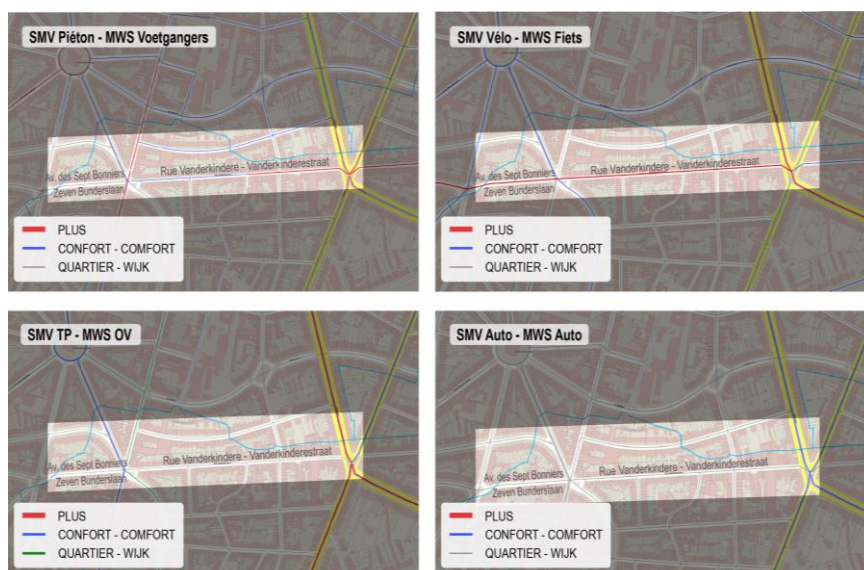 SMV Piéton - MWS Voetgangers
Rue Vanderkindere - Vanderkinderestraat
Av. des Sept Bonniers
Zeven Bunderslaan
PLUS
CONFORT - COMFORT
QUARTIER - WIJK
SMV Vélo - MWS Fiets
Rue Vanderkindere - Vanderkinderestraat
Av. des Sept Bonniers
Zeven Bunderslaan
PLUS
CONFORT - COMFORT
QUARTIER - WIJK
SMV TP - MWS OV
Rue Vanderkindere - Vanderkinderestraat
Av. des Sept Bonniers
Zeven Bunderslaan
PLUS
CONFORT - COMFORT
QUARTIER - WIJK
SMV Auto - MWS Auto
Rue Vanderkindere - Vanderkinderestraat
Av. des Sept Bonniers
Zeven Bunderslaan
PLUS
CONFORT - COMFORT
QUARTIER - WIJK